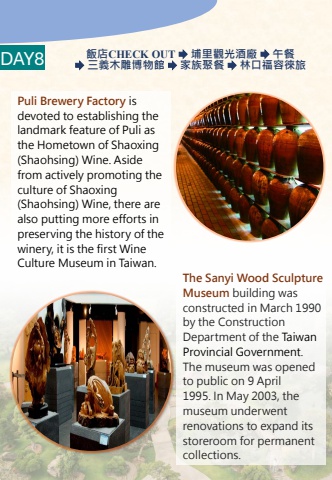 DAY8
飯店CHECK OUT ➡ 埔里觀光酒廠 ➡ 午餐
➡ 三義木雕博物館 ➡ 家族聚餐 ➡ 林口福容徠旅
Puli Brewery Factory is
devoted to establishing the
landmark feature of Puli as
the Hometown of Shaoxing
(Shaohsing) Wine. Aside
from actively promoting the
culture of Shaoxing
(Shaohsing) Wine, there are
also putting more efforts in
preserving the history of the
winery, it is the first Wine
Culture Museum in Taiwan.
The Sanyi Wood Sculpture
Museum building was
constructed in March 1990
by the Construction
Department of the Taiwan
Provincial Government.
The museum was opened
to public on 9 April
1995. In May 2003, the
museum underwent
renovations to expand its
storeroom for permanent
collections.